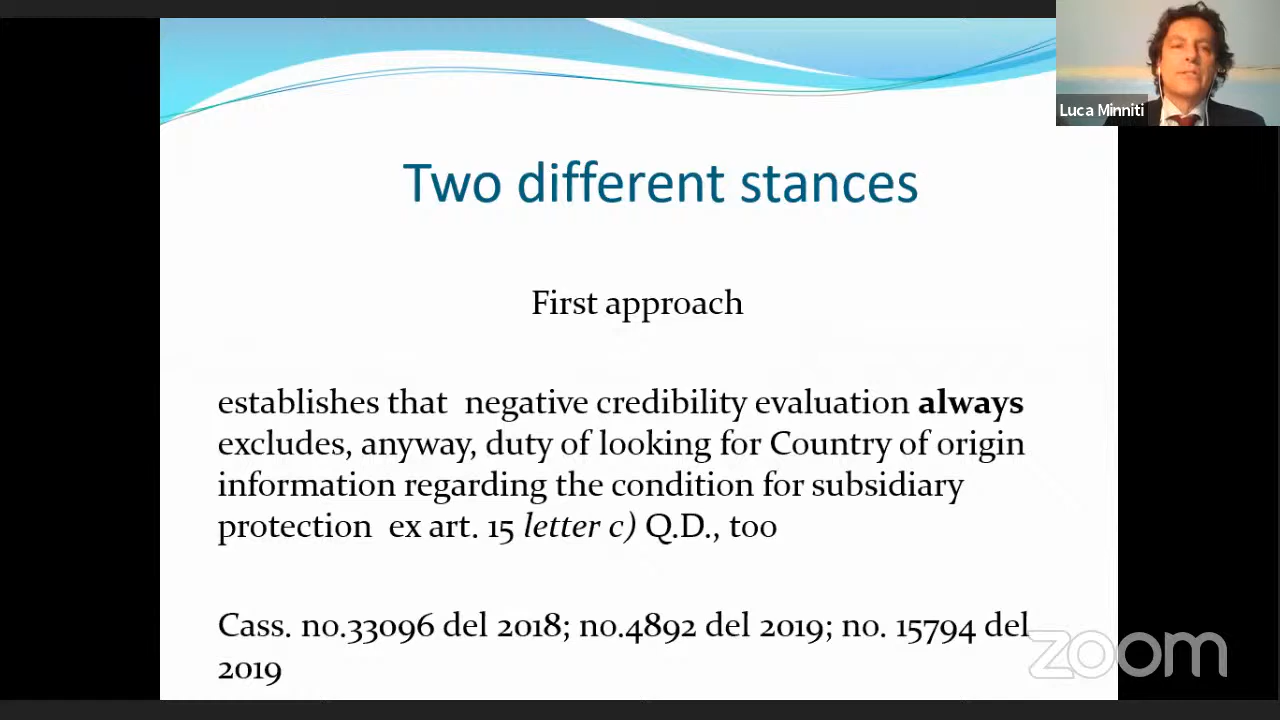 Luca Minniti
Two different stances
First approach
establishes that negative credibility evaluation always
excludes, anyway, duty of looking for Country of origin
information regarding the condition for subsidiary
protection ex art. 15 letter c) Q.D., too
Cass. no.33096 del 2018; no.4892 del 2019; no. 15794 del
2019
zoom